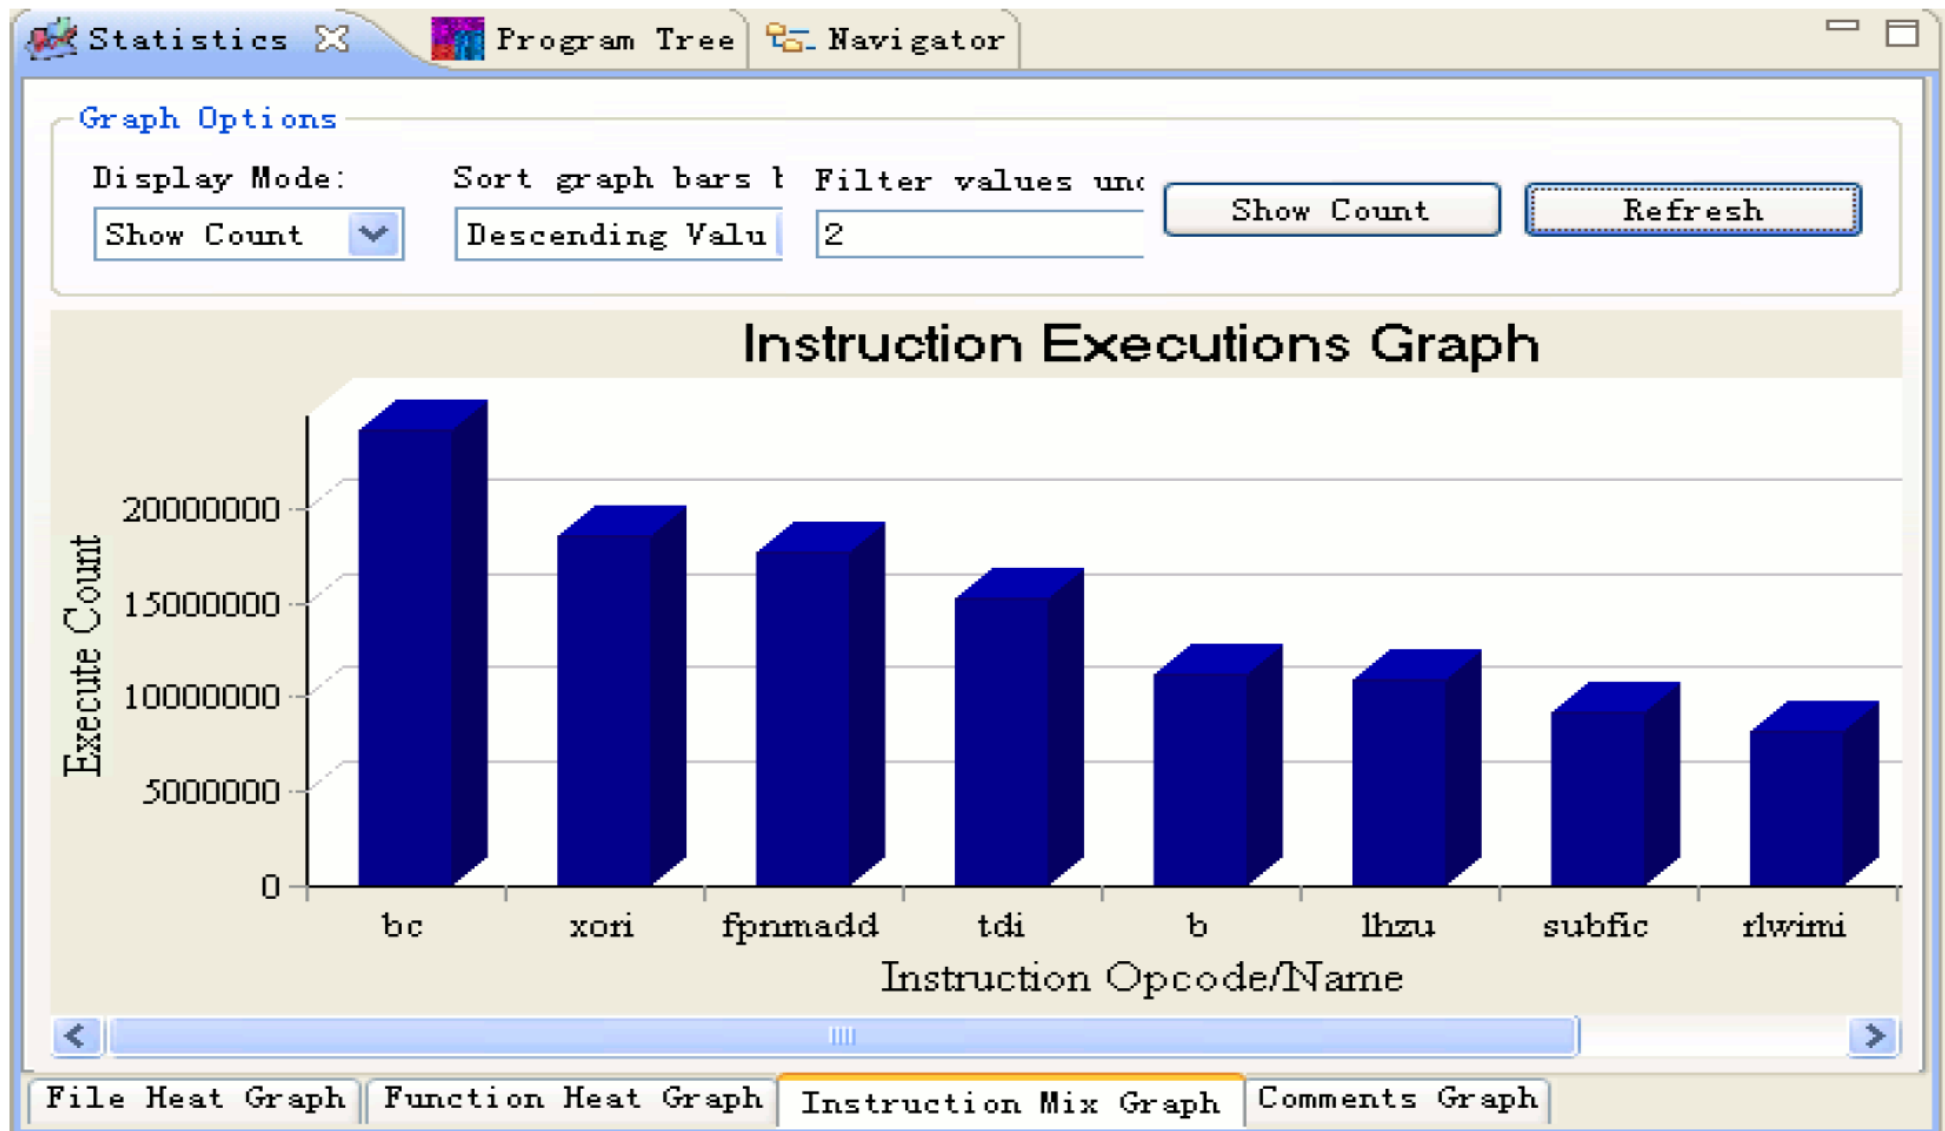 Statistics Program Tree Navigator
Graph Options
Display Mode: Sort graph bars Filter values
Show Count Descending Valu 2 Show Count Refresh
Instruction Executions Graph
20000000
15000000
10000000
5000000
0
Execute Count
bc xori fpnmadd tdi b lhzu subfic rlwimi
Instruction Opcode/Name
File Heat Graph Function Heat Graph Instruction Mix Graph Comments Graph